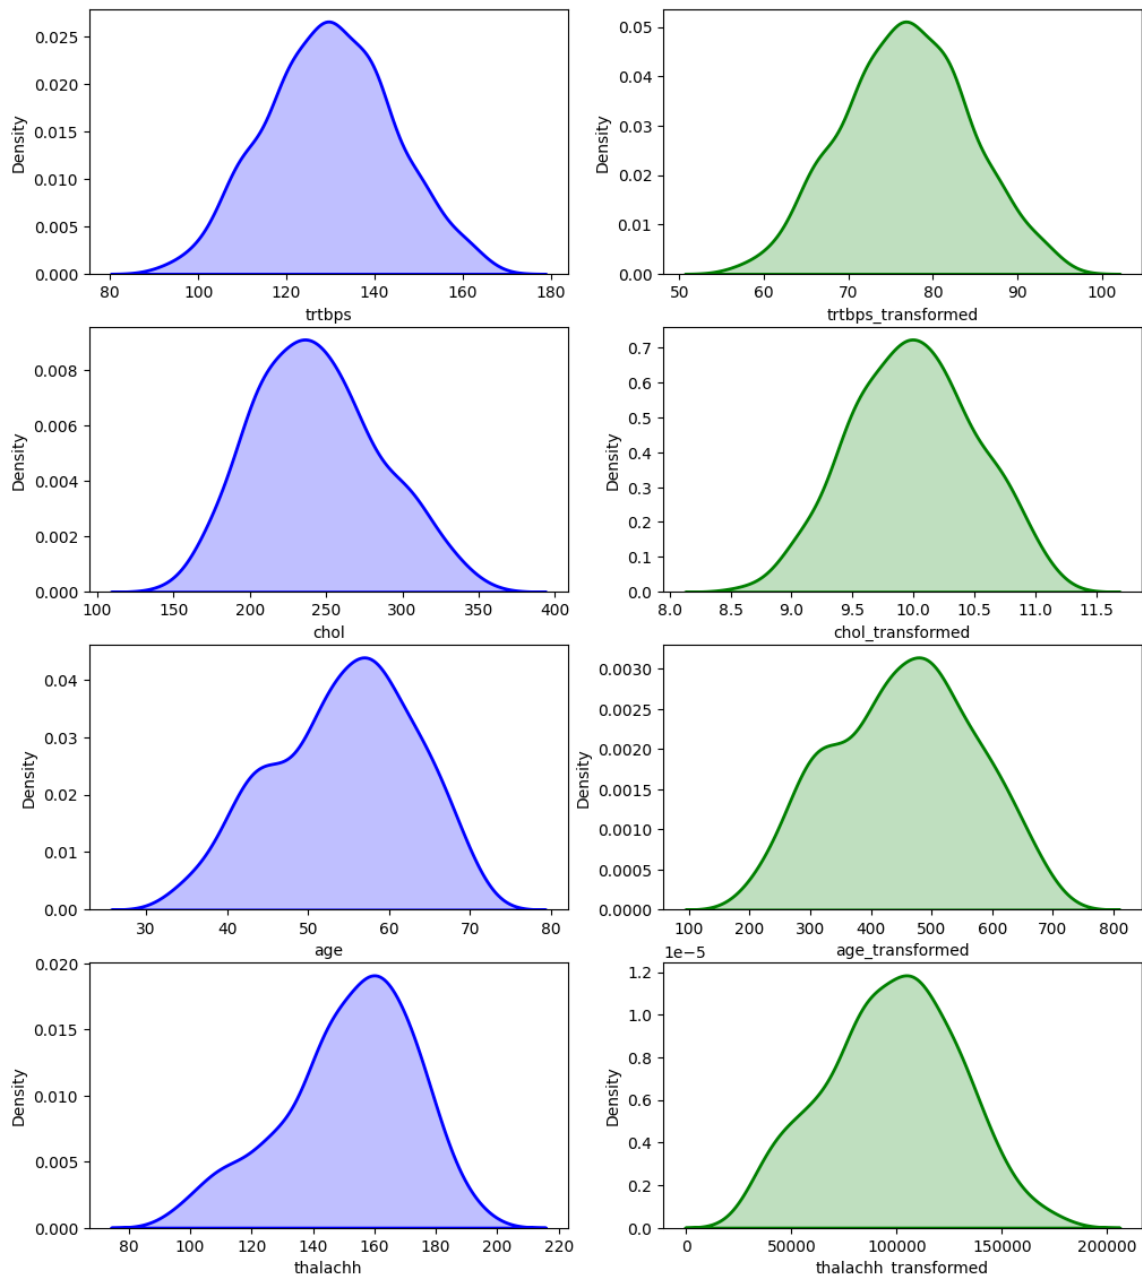 0.025
0.020
0.015
0.010
0.005
0.000
Density
80 100 120 140 160 180
trtbps
0.05
0.04
0.03
0.02
0.01
0.00
Density
50 60 70 80 90 100
trtbps_transformed
0.008
0.006
0.004
0.002
0.000
Density
100 150 200 250 300 350 400
chol
0.7
0.6
0.5
0.4
0.3
0.2
0.1
0.0
Density
8.0 8.5 9.0 9.5 10.0 10.5 11.0 11.5
chol_transformed
0.04
0.03
0.02
0.01
0.00
Density
30 40 50 60 70 80
age
0.0030
0.0025
0.0020
0.0015
0.0010
0.0005
0.0000
Density
100 200 300 400 500 600 700 800
age_transformed
0.020
0.015
0.010
0.005
0.000
Density
80 100 120 140 160 180 200 220
thalachh
1e−5
1.2
1.0
0.8
0.6
0.4
0.2
0.0
Density
0 50000 100000 150000 200000
thalachh_transformed